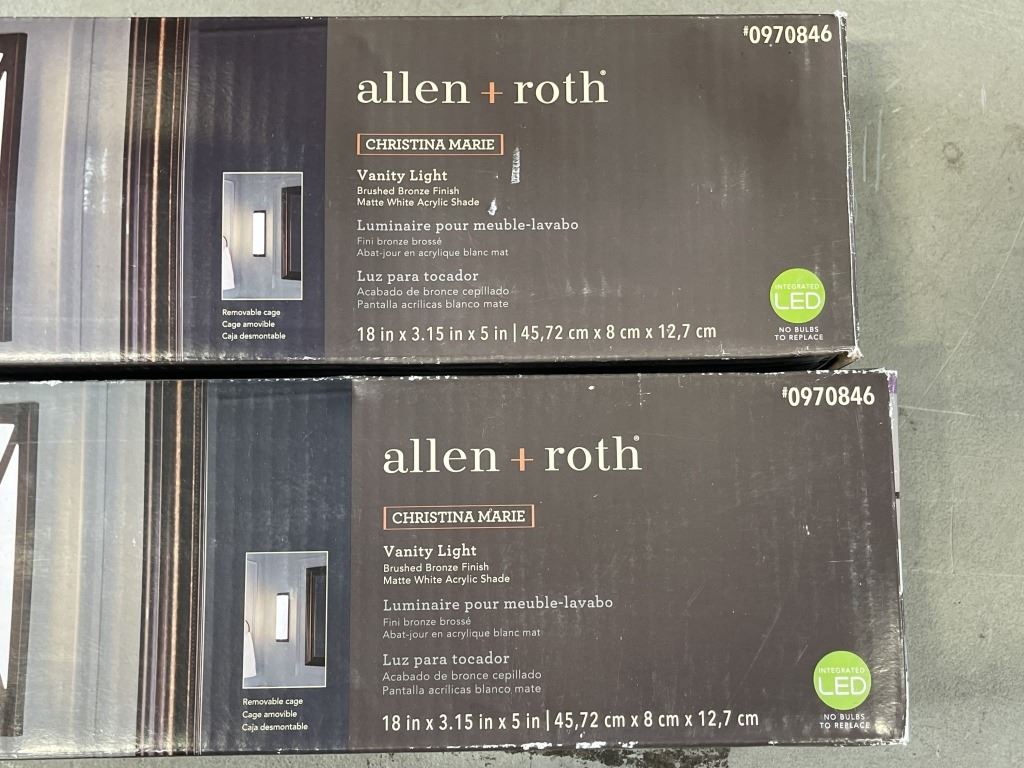 #0970846
allen + roth®
CHRISTINA MARIE
Vanity Light
Brushed Bronze Finish
Matte White Acrylic Shade
Luminaire pour meuble-lavabo
Fini bronze brossé
Abat-jour en acrylique blanc mat
Luz para tocador
Acabado de bronce cepillado
Pantalla acrílicas blanco mate
18 in x 3.15 in x 5 in | 45,72 cm x 8 cm x 12,7 cm
Removable cage
Cage amovible
Caja desmontable
INTEGRATED
LED
NO BULBS
TO REPLACE
#0970846
allen + roth®
CHRISTINA MARIE
Vanity Light
Brushed Bronze Finish
Matte White Acrylic Shade
Luminaire pour meuble-lavabo
Fini bronze brossé
Abat-jour en acrylique blanc mat
Luz para tocador
Acabado de bronce cepillado
Pantalla acrílicas blanco mate
18 in x 3.15 in x 5 in | 45,72 cm x 8 cm x 12,7 cm
Removable cage
Cage amovible
Caja desmontable
INTEGRATED
LED
NO BULBS
TO REPLACE